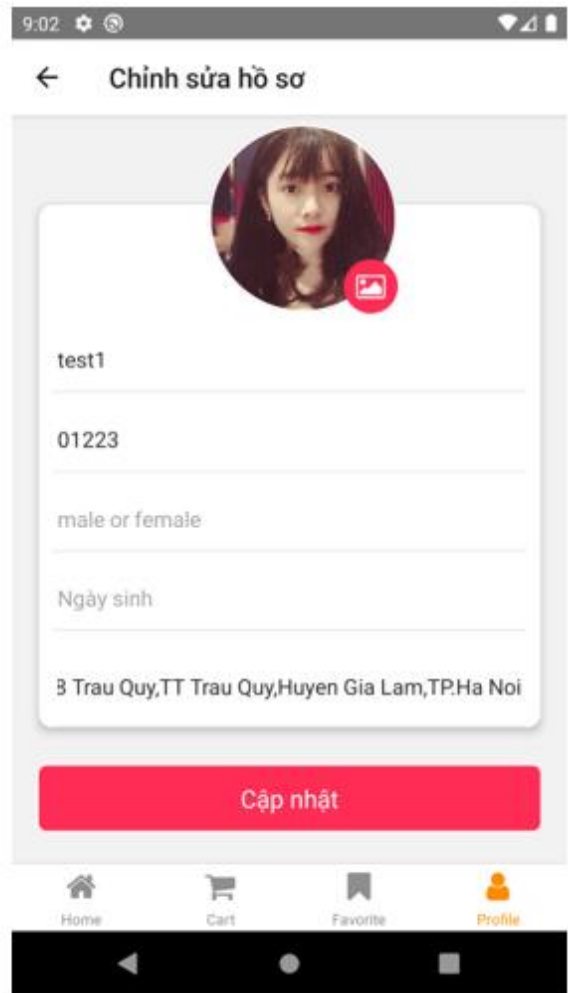 9:02
Chỉnh sửa hồ sơ
test1
01223
male or female
Ngày sinh
3 Trau Quy,TT Trau Quy,Huyen Gia Lam,TP.Ha Noi
Cập nhật
Home Cart Favorite Profile